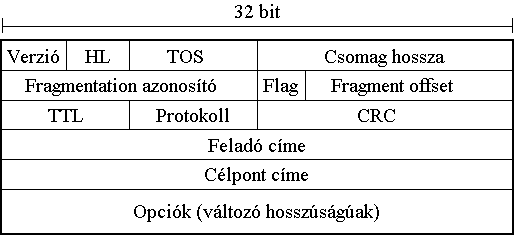 32 bit
Verzió HL TOS Csomag hossza
Fragmentation azonosító Flag Fragment offset
TTL Protokoll CRC
Feladó címe
Célpont címe
Opciók (változó hosszúságúak)